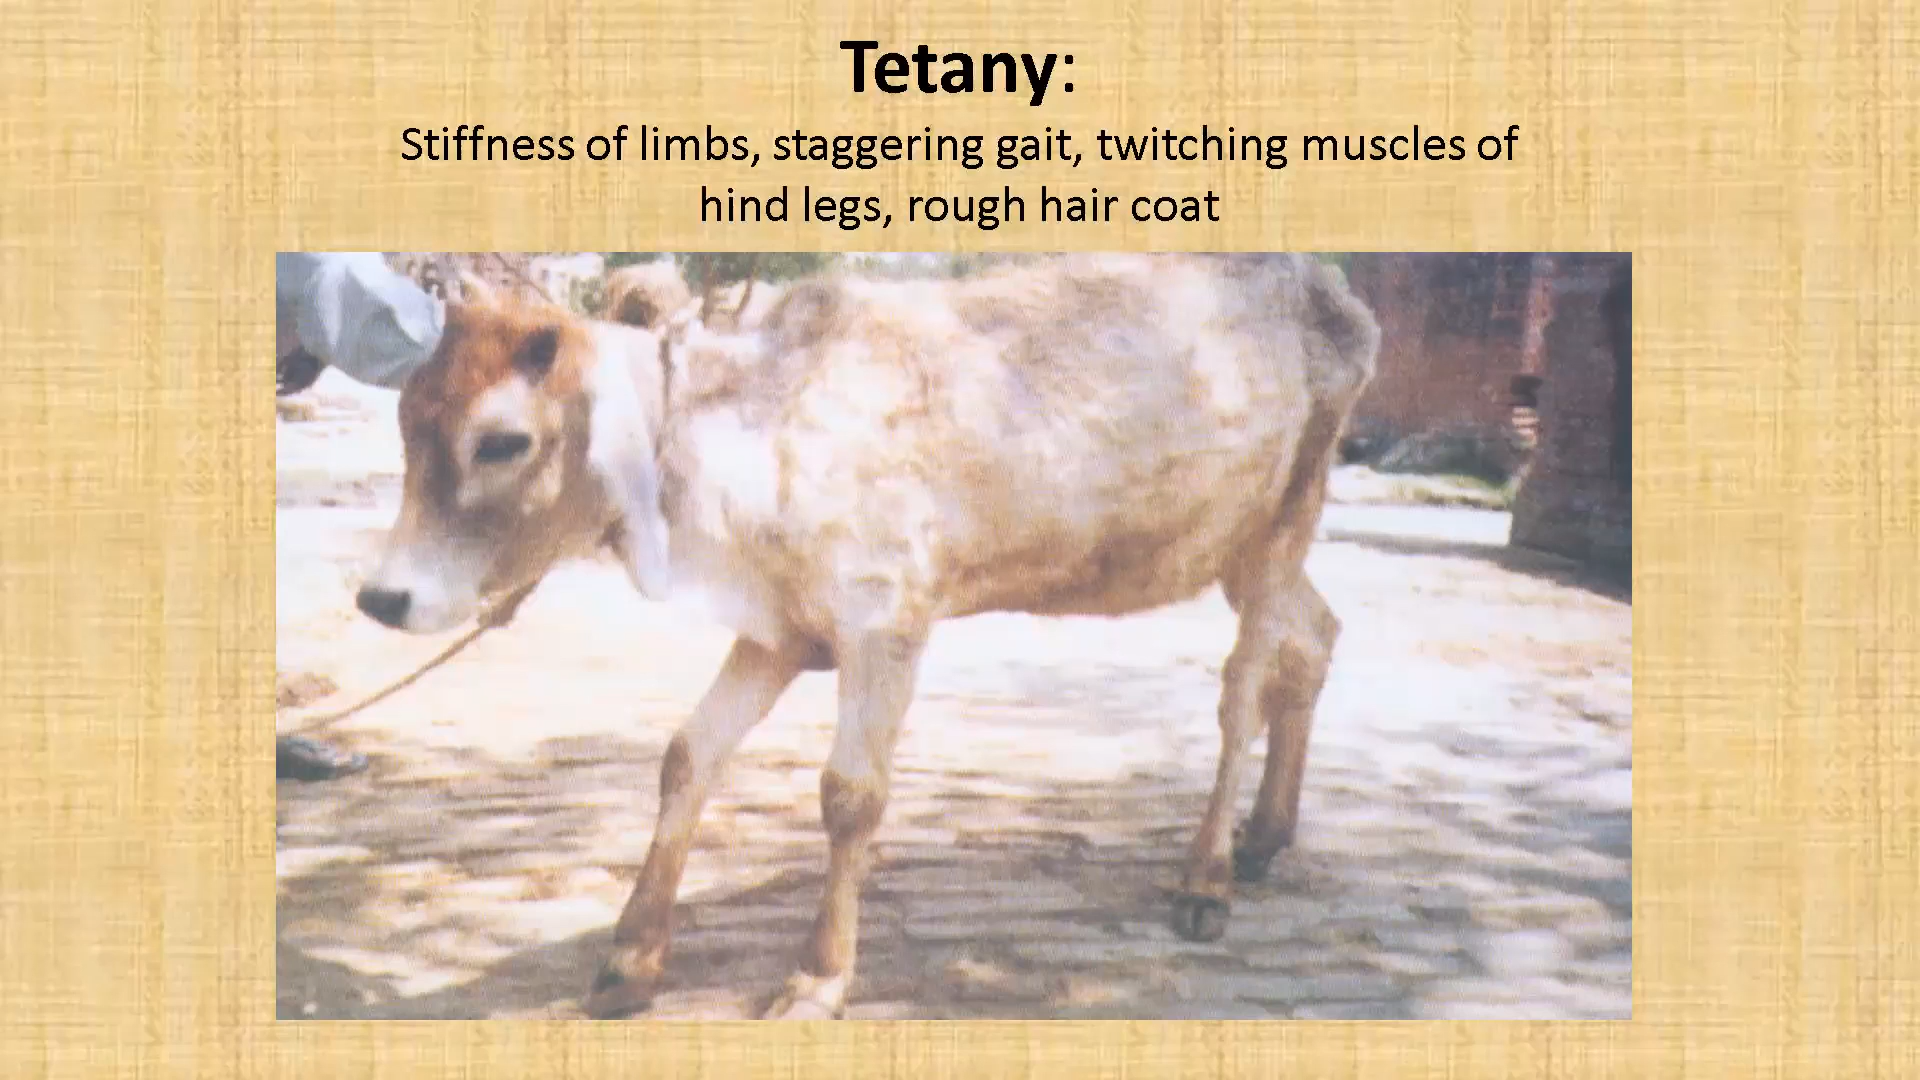 Tetany:
Stiffness of limbs, staggering gait, twitching muscles of
hind legs, rough hair coat